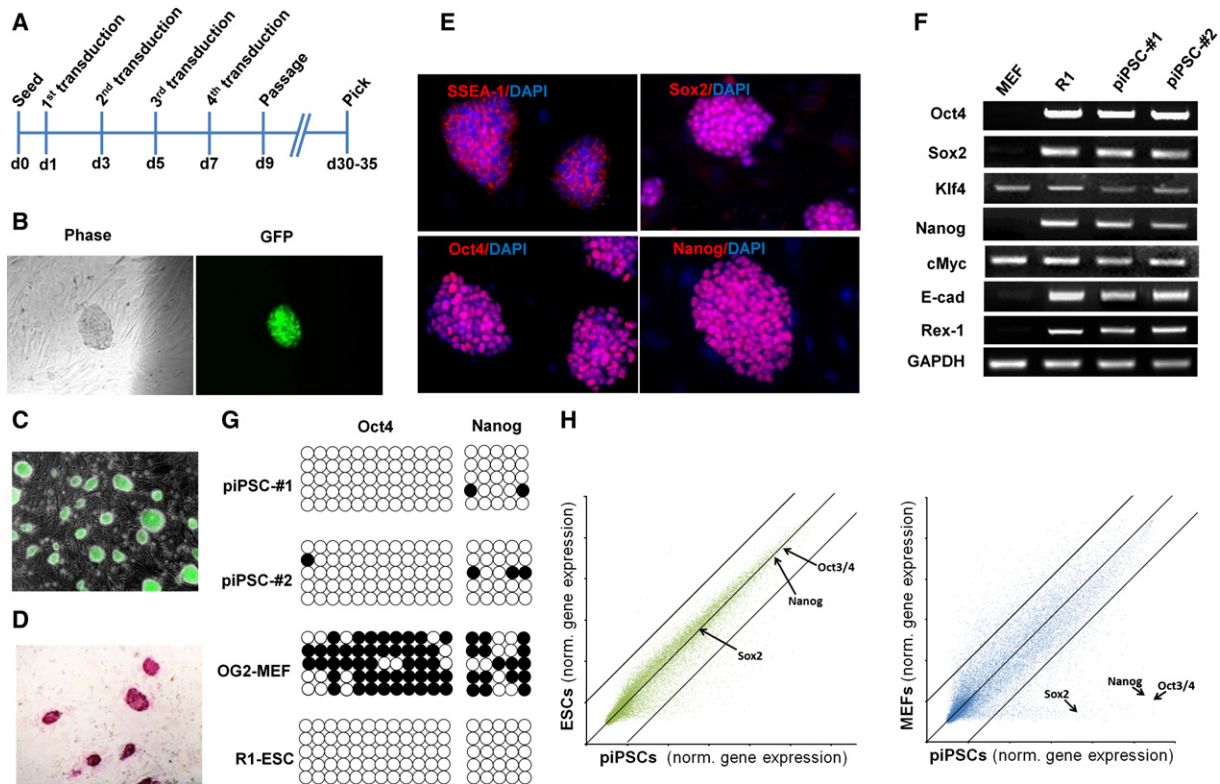 A
Seed
1st transduction
2nd transduction
3rd transduction
4th transduction
Passage
Pick
d0
d1
d3
d5
d7
d9
d30-35
B
Phase
GFP
C
D
E
SSEA-1/DAPI
Sox2/DAPI
Oct4/DAPI
Nanog/DAPI
F
MEF
R1
piPSC-#1
piPSC-#2
Oct4
Sox2
Klf4
Nanog
cMyc
E-cad
Rex-1
GAPDH
G
Oct4
Nanog
piPSC-#1
piPSC-#2
OG2-MEF
R1-ESC
H
ESCs (norm. gene expression)
Oct3/4
Nanog
Sox2
piPSCs (norm. gene expression)
MEFs (norm. gene expression)
Sox2
Nanog
Oct3/4
piPSCs (norm. gene expression)